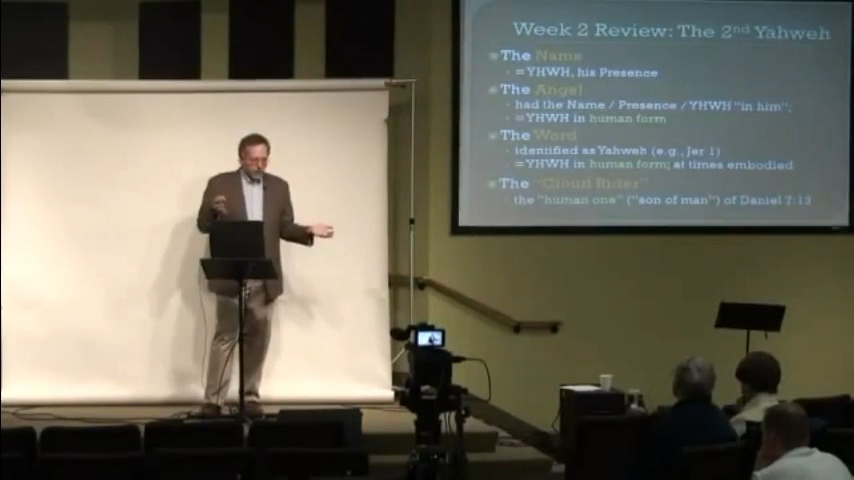 Week 2 Review: The 2nd Yahweh
The Name
=YHWH, his Presence
The Angel
had the Name / Presence / YHWH "in him";
=YHWH in human form
The Word
identified as Yahweh (e.g., Jer 1)
=YHWH in human form; at times embodied
The "Cloud Rider"
the "human one" ("son of man") of Daniel 7:13